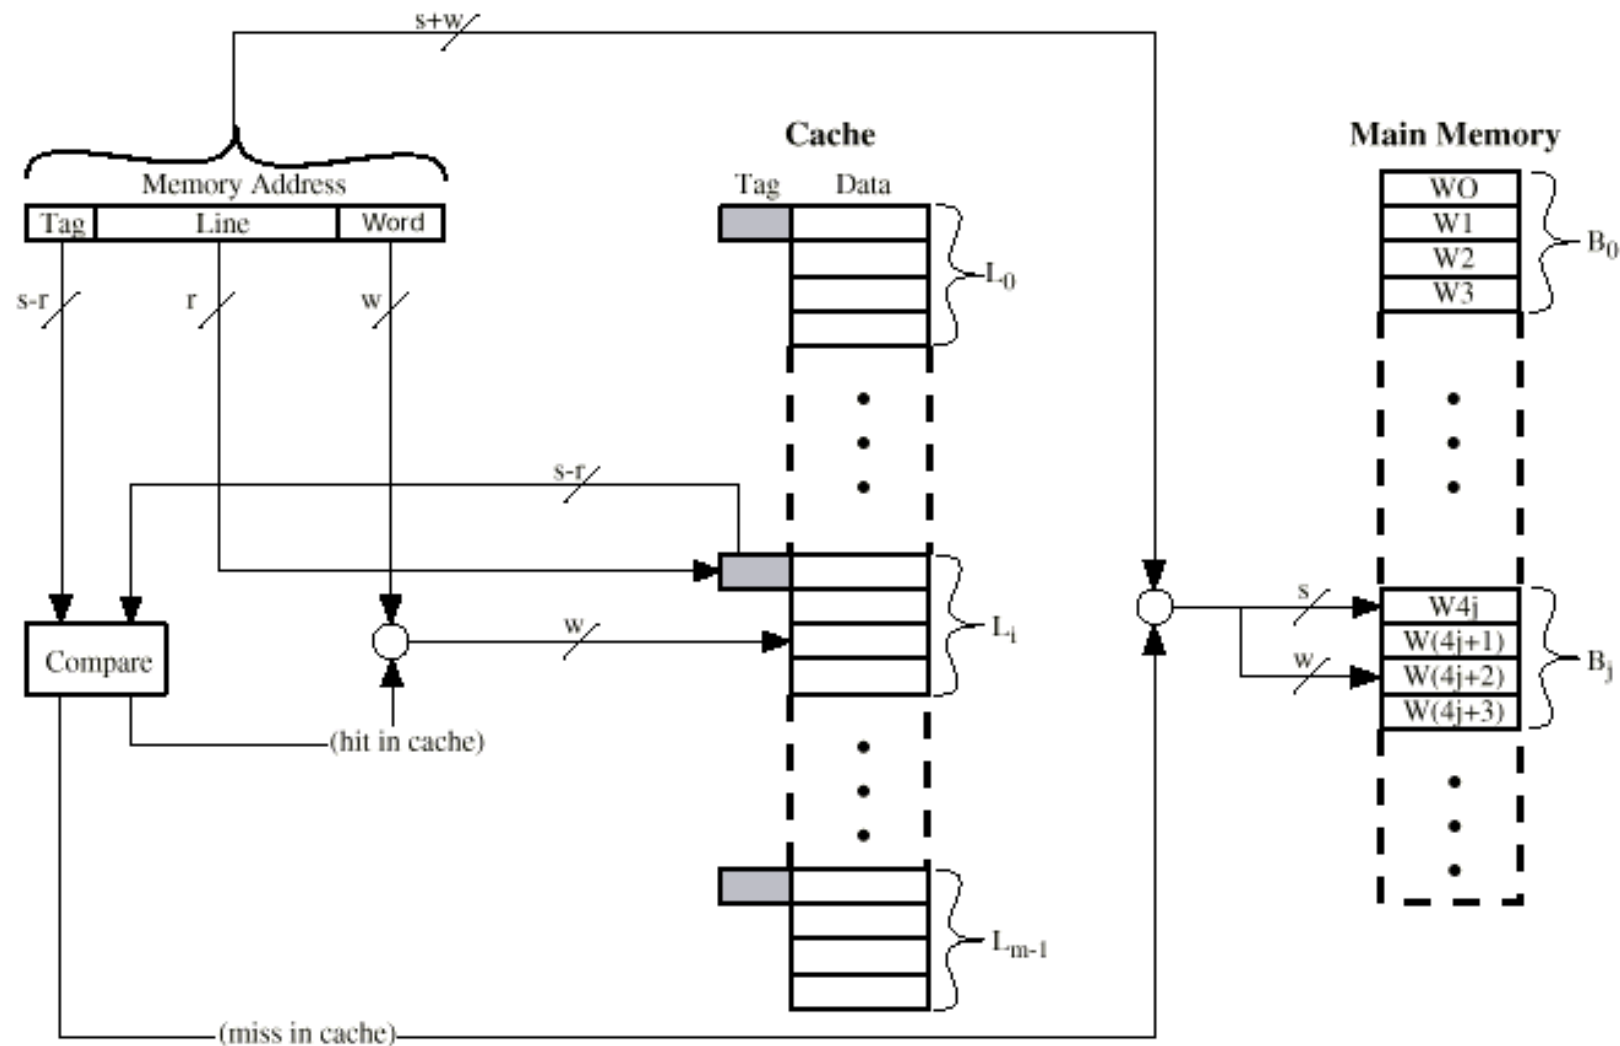 s+w
Cache
Main Memory
Memory Address
Tag Data
Tag Line Word
WO
W1
W2
W3
B0
L0
s-r
r
w
s-r
s
W4j
W(4j+1)
W(4j+2)
W(4j+3)
w
Bj
Li
w
Compare
(hit in cache)
Lm-1
(miss in cache)